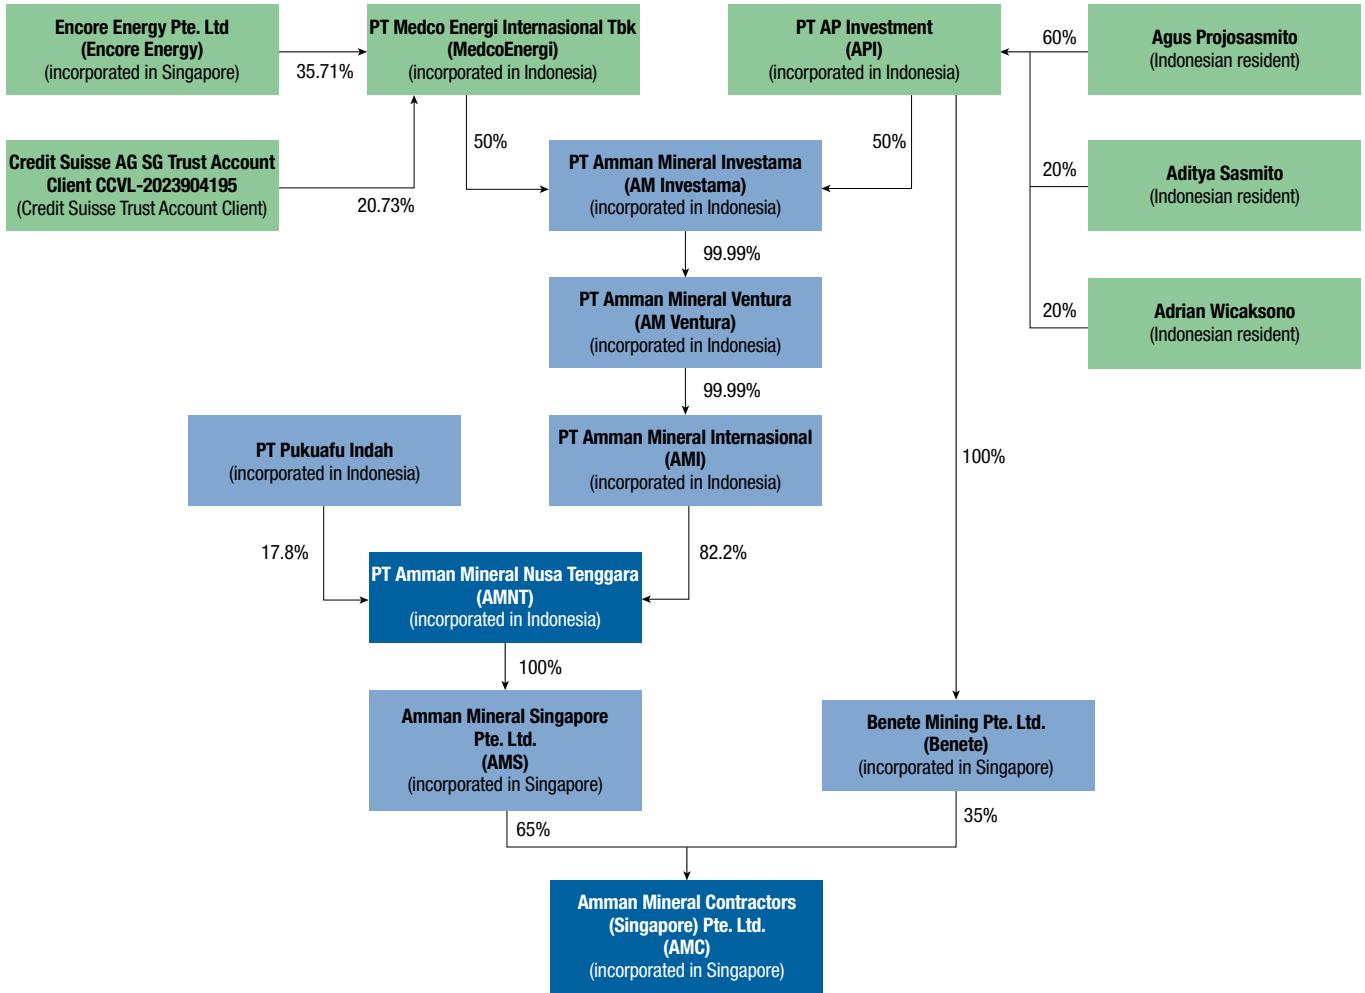 Encore Energy Pte. Ltd
(Encore Energy)
(incorporated in Singapore)
35.71%
PT Medco Energi Internasional Tbk
(MedcoEnergi)
(incorporated in Indonesia)
PT AP Investment
(API)
(incorporated in Indonesia)
60%
Agus Projosasmito
(Indonesian resident)
Credit Suisse AG SG Trust Account
Client CCVL-2023904195
(Credit Suisse Trust Account Client)
20.73%
50%
PT Amman Mineral Investama
(AM Investama)
(incorporated in Indonesia)
50%
20%
Aditya Sasmito
(Indonesian resident)
99.99%
PT Amman Mineral Ventura
(AM Ventura)
(incorporated in Indonesia)
20%
Adrian Wicaksono
(Indonesian resident)
99.99%
PT Pukuafu Indah
(incorporated in Indonesia)
PT Amman Mineral Internasional
(AMI)
(incorporated in Indonesia)
100%
17.8%
82.2%
PT Amman Mineral Nusa Tenggara
(AMNT)
(incorporated in Indonesia)
100%
Amman Mineral Singapore
Pte. Ltd.
(AMS)
(incorporated in Singapore)
Benete Mining Pte. Ltd.
(Benete)
(incorporated in Singapore)
65%
35%
Amman Mineral Contractors
(Singapore) Pte. Ltd.
(AMC)
(incorporated in Singapore)